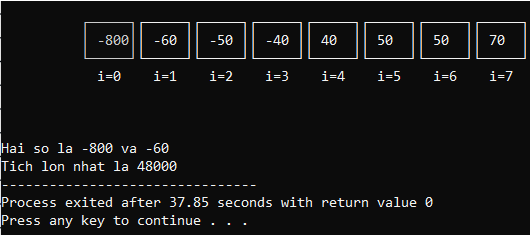 -800 -60 -50 -40 40 50 50 70
i=0 i=1 i=2 i=3 i=4 i=5 i=6 i=7
Hai so la -800 va -60
Tich lon nhat la 48000
--------------------------------
Process exited after 37.85 seconds with return value 0
Press any key to continue . . .